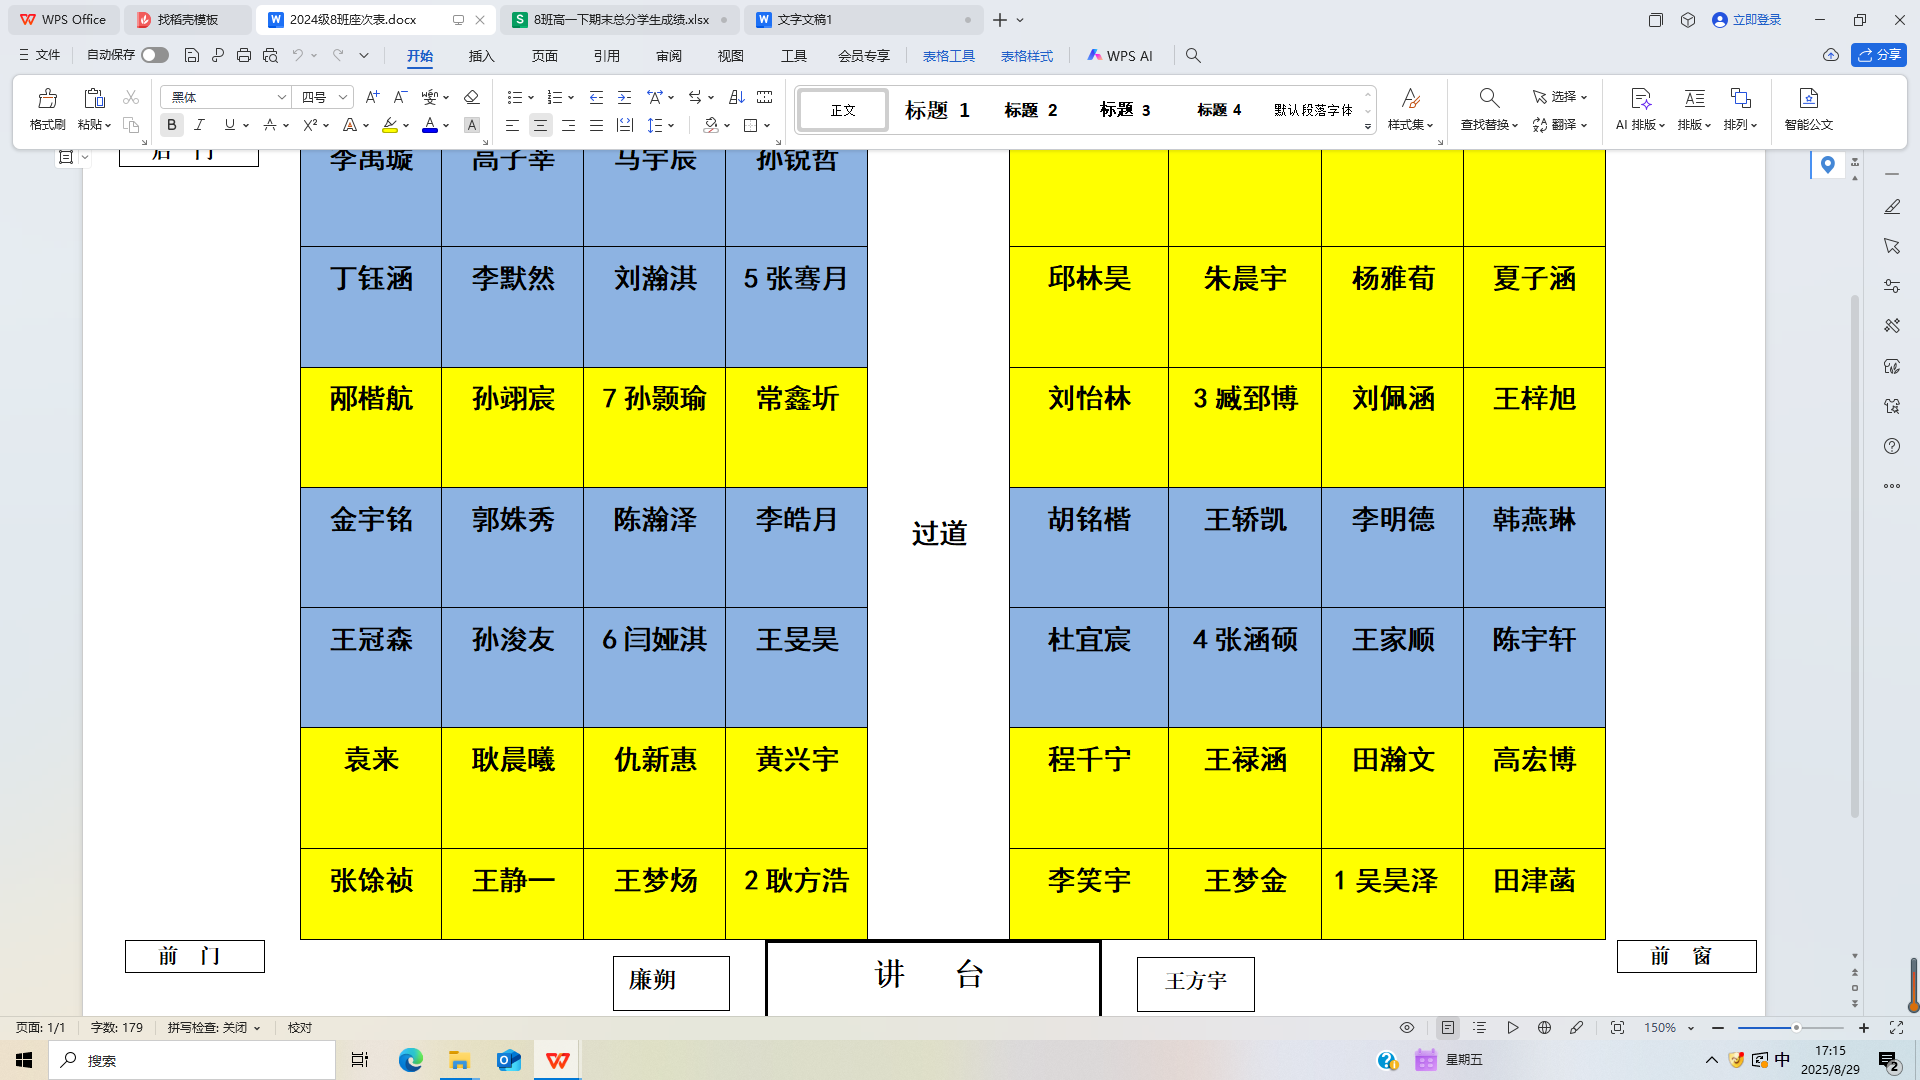 WPS Office 找稻壳模板 2024级8班座次表.docx 8班高一下期末总分学生成绩.xlsx 文字文稿1 立即登录
文件 自动保存 开始 插入 页面 引用 审阅 视图 工具 会员专享 表格工具 表格样式 WPS AI 分享
黑体 四号 正文 标题 1 标题 2 标题 3 标题 4 默认段落字体 选择
格式刷 粘贴 样式集 查找替换 翻译 AI 排版 排版 排列 智能公文
后 门
李禹璇 高子莘 马宇辰 孙锐哲
丁钰涵 李默然 刘瀚淇 5 张骞月 邱林昊 朱晨宇 杨雅荀 夏子涵
邴楷航 孙翊宸 7 孙颢瑜 常鑫圻 刘怡林 3 臧郅博 刘佩涵 王梓旭
金宇铭 郭姝秀 陈瀚泽 李皓月 胡铭楷 王轿凯 李明德 韩燕琳
过道
王冠森 孙浚友 6 闫娅淇 王旻昊 杜宜宸 4 张涵硕 王家顺 陈宇轩
袁来 耿晨曦 仇新惠 黄兴宇 程千宁 王禄涵 田瀚文 高宏博
张馀祯 王静一 王梦炀 2 耿方浩 李笑宇 王梦金 1 吴昊泽 田津菡
前 门 廉朔 讲 台 王方宇 前 窗
页面: 1/1 字数: 179 拼写检查: 关闭 校对 150%
搜索 星期五 中 17:15
2025/8/29 2